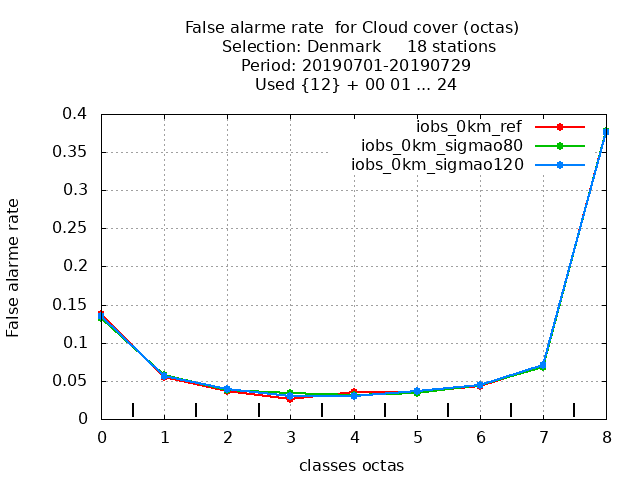 False alarme rate  for Cloud cover (octas)
Selection: Denmark     18 stations
Period: 20190701-20190729
Used {12} + 00 01 ... 24
iobs_0km_ref
iobs_0km_sigmao80
iobs_0km_sigmao120
False alarme rate
0.4
0.35
0.3
0.25
0.2
0.15
0.1
0.05
0
0 1 2 3 4 5 6 7 8
classes octas